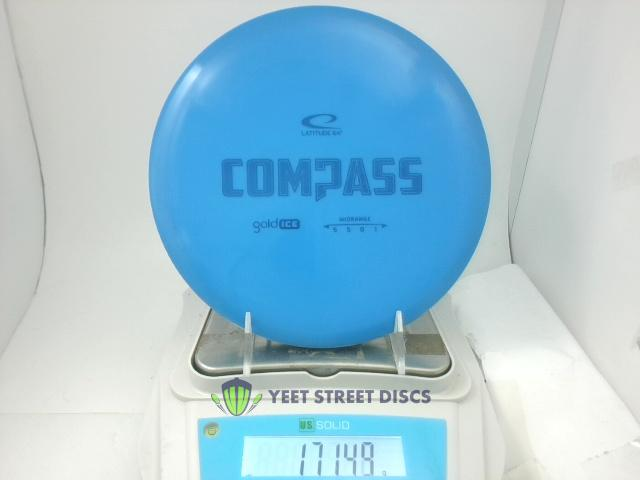 LATITUDE 64°
COMPASS
gold ICE
MIDRANGE
5 5 0 1
YEET STREET DISCS
US SOLID
171.48 g